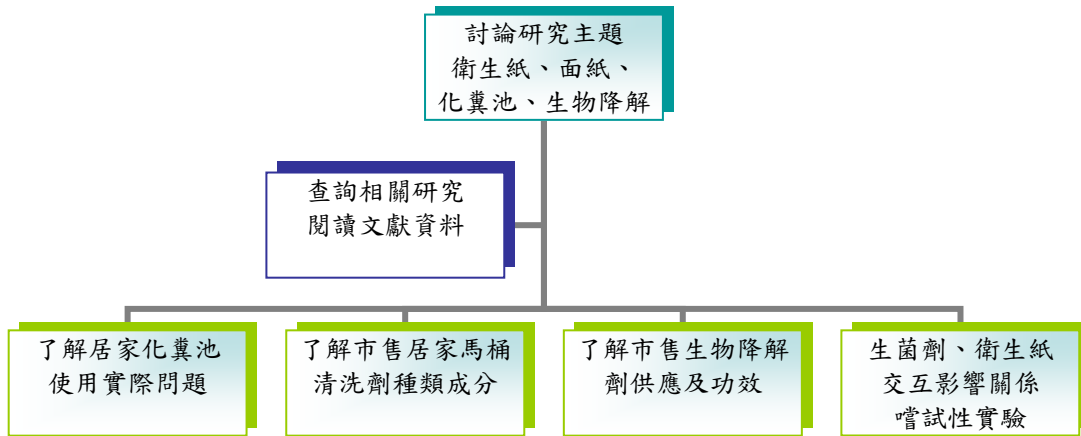 討論研究主題
衛生紙、面紙、
化糞池、生物降解
查詢相關研究
閱讀文獻資料
了解居家化糞池
使用實際問題
了解市售居家馬桶
清洗劑種類成分
了解市售生物降解
劑供應及功效
生菌劑、衛生紙
交互影響關係
嚐試性實驗